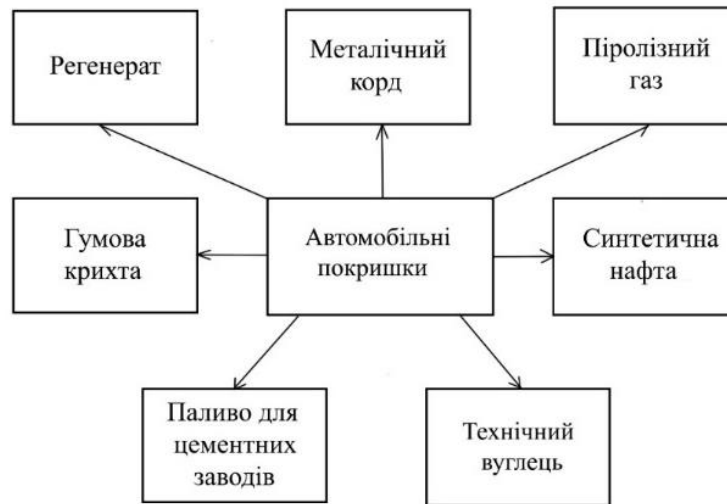 Регенерат
Металічний
корд
Піролізний
газ
Гумова
крихта
Автомобільні
покришки
Синтетична
нафта
Паливо для
цементних
заводів
Технічний
вуглець